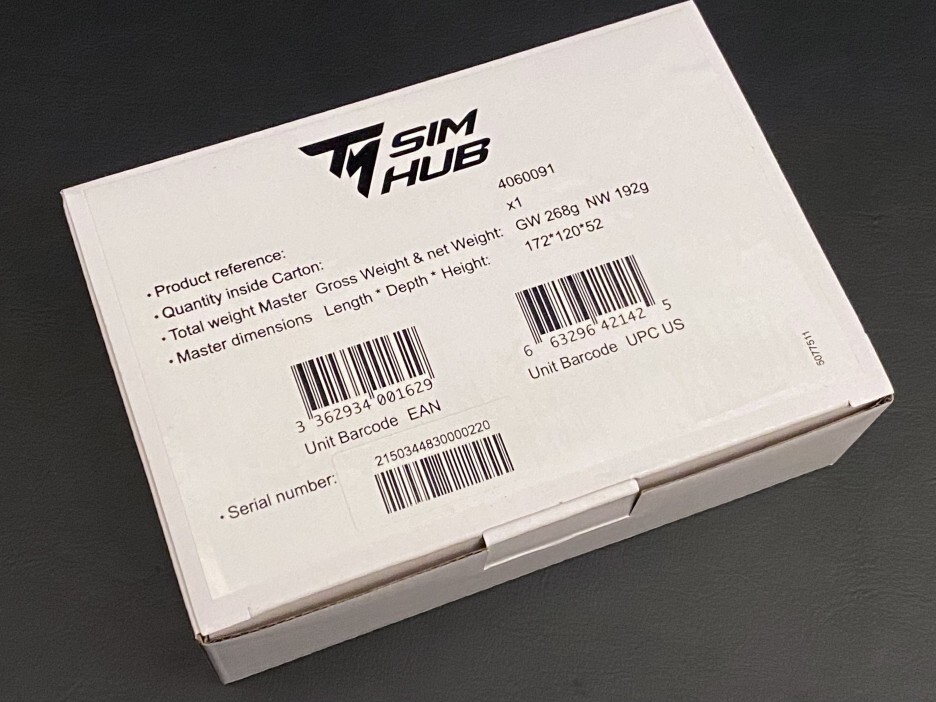 TM SIM
HUB
• Product reference: 4060091
• Quantity inside Carton: x1
• Total weight Master Gross Weight & net Weight: GW 268g NW 192g
• Master dimensions Length * Depth * Height: 172*120*52
3 362934 001629
Unit Barcode EAN
6 63296 42142 5
Unit Barcode UPC US
2150344830000220
• Serial number:
5077511